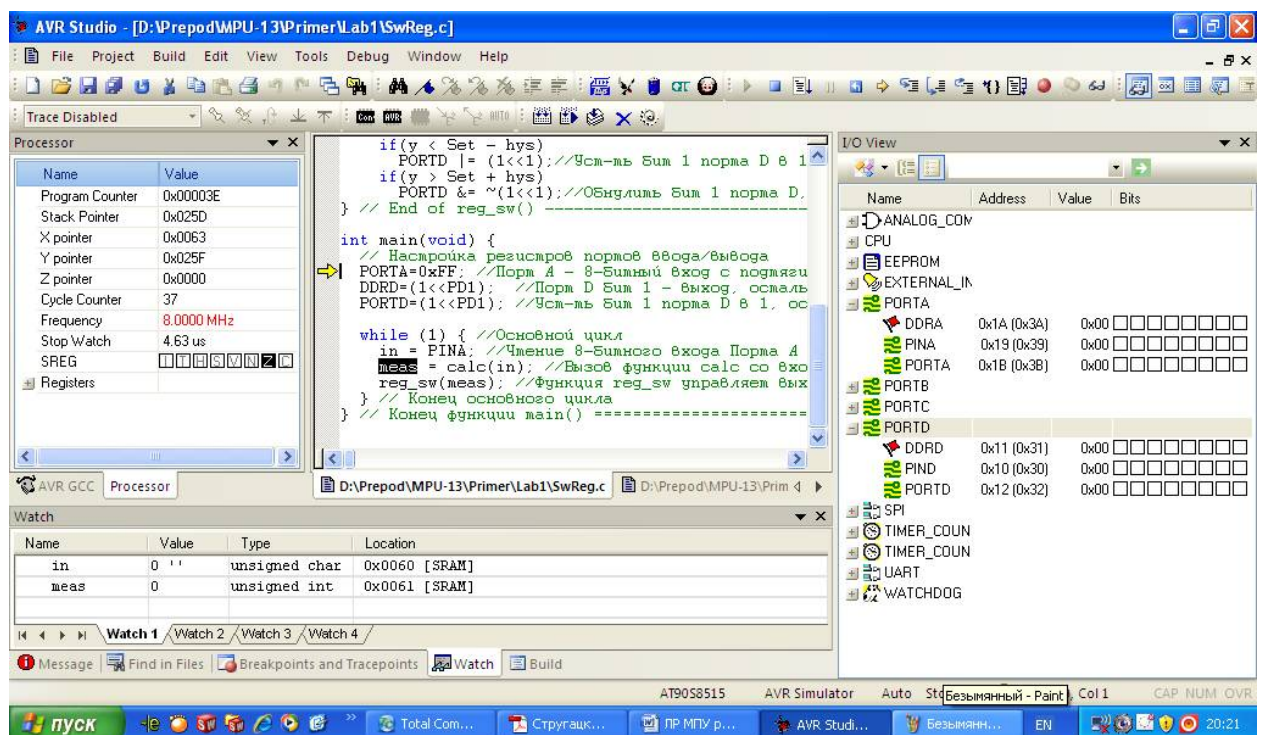 AVR Studio - [D:\Prepod\MPU-13\Primer\Lab1\SwReg.c]
File Project Build Edit View Tools Debug Window Help
Trace Disabled
Con AVR AUTO
Processor
Name Value
Program Counter 0x00003E
Stack Pointer 0x025D
X pointer 0x0063
Y pointer 0x025F
Z pointer 0x0000
Cycle Counter 37
Frequency 8.0000 MHz
Stop Watch 4.63 us
SREG I T H S V N Z C
Registers
AVR GCC Processor
if(y < Set - hys)
PORTD |= (1<<1);//Уст-ть бит 1 порта D в 1
if(y > Set + hys)
PORTD &= ~(1<<1);//Обнулить бит 1 порта D,
} // End of reg_sw() ----------------------------
int main(void) {
// Настройка регистров портов ввода/вывода
PORTA=0xFF; //Порт A - 8-битный вход с подтяги
DDRD=(1<<PD1); //Порт D бит 1 - выход, осталь
PORTD=(1<<PD1); //Уст-ть бит 1 порта D в 1, ос
while (1) { //Основной цикл
in = PINA; //Чтение 8-битного входа Порта A
meas = calc(in); //Вызов функции calc со вхо
reg_sw(meas); //Функция reg_sw управляет вых
} // Конец основного цикла
} // Конец функции main() =======================
D:\Prepod\MPU-13\Primer\Lab1\SwReg.c D:\Prepod\MPU-13\Prim
I/O View
Name Address Value Bits
ANALOG_COM
CPU
EEPROM
EXTERNAL_IN
PORTA
DDRA 0x1A (0x3A) 0x00
PINA 0x19 (0x39) 0x00
PORTA 0x1B (0x3B) 0x00
PORTB
PORTC
PORTD
DDRD 0x11 (0x31) 0x00
PIND 0x10 (0x30) 0x00
PORTD 0x12 (0x32) 0x00
SPI
TIMER_COUN
TIMER_COUN
UART
WATCHDOG
Watch
Name Value Type Location
in 0 '' unsigned char 0x0060 [SRAM]
meas 0 unsigned int 0x0061 [SRAM]
Watch 1 Watch 2 Watch 3 Watch 4
Message Find in Files Breakpoints and Tracepoints Watch Build
AT90S8515 AVR Simulator Auto Sto Безымянный - Paint , Col 1 CAP NUM OVR
пуск Total Com... Стругацк... ПР МПУ р... AVR Studi... Безымянн... EN 20:21